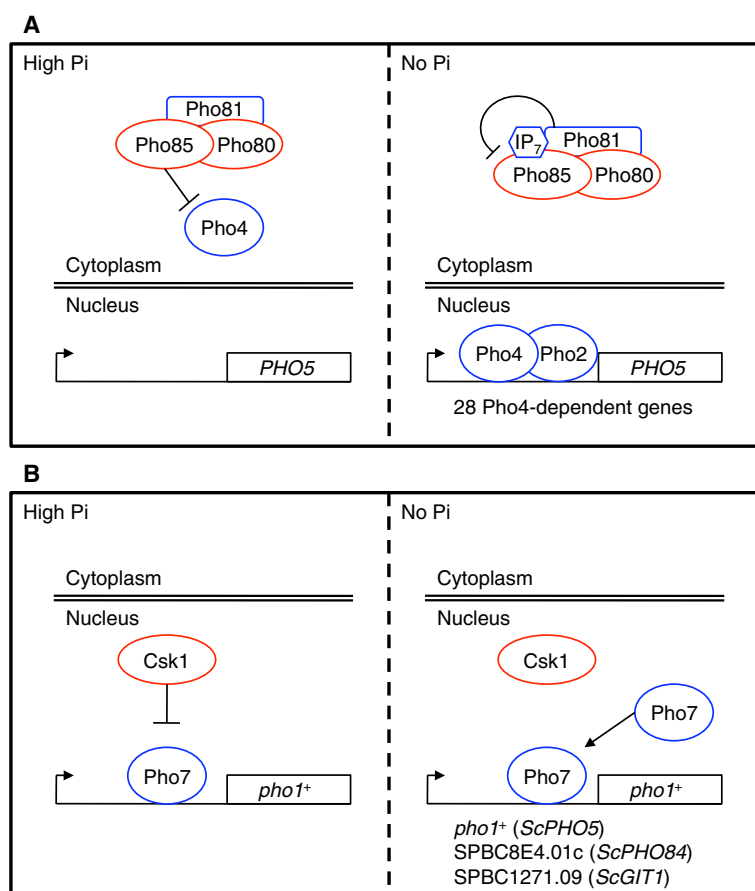 A
High Pi
Pho81
Pho85
Pho80
Pho4
Cytoplasm
Nucleus
PHO5
No Pi
IP7
Pho81
Pho85
Pho80
Cytoplasm
Nucleus
Pho4
Pho2
PHO5
28 Pho4-dependent genes
B
High Pi
Cytoplasm
Nucleus
Csk1
Pho7
pho1+
No Pi
Cytoplasm
Nucleus
Csk1
Pho7
Pho7
pho1+
pho1+ (ScPHO5)
SPBC8E4.01c (ScPHO84)
SPBC1271.09 (ScGIT1)